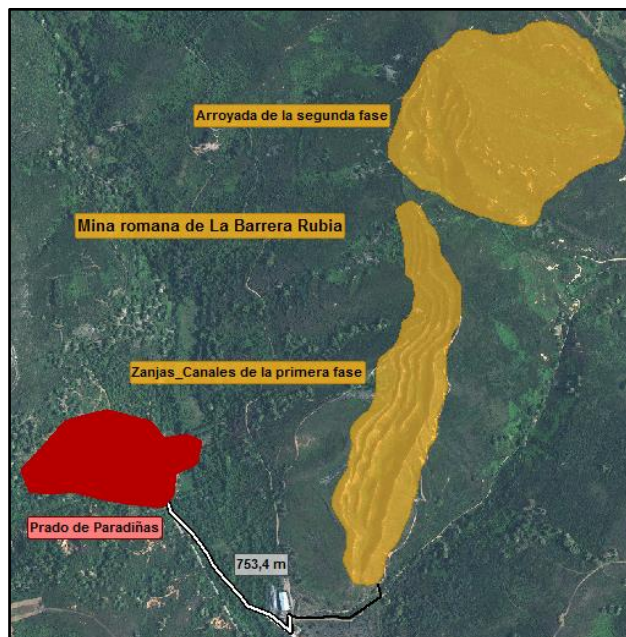 Arroyada de la segunda fase
Mina romana de La Barrera Rubia
Zanjas_Canales de la primera fase
Prado de Paradiñas
753,4 m